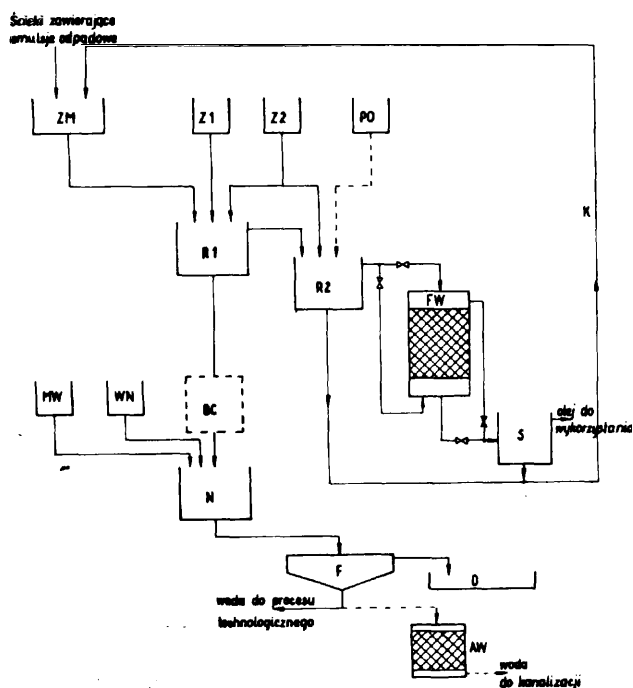 Ścieki zawierające
emulsje odpadowe
ZM
Z1
Z2
PO
K
R1
R2
FW
MW
WN
BC
S
olej do
wykorzystania
N
F
O
woda do procesu
technologicznego
AW
woda
do kanalizacji